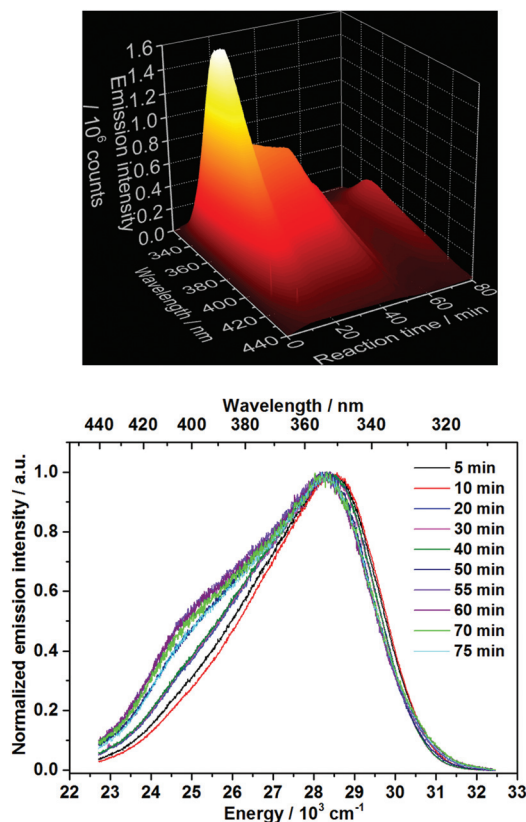 1.6
1.4
1.2
1.0
0.8
0.6
0.4
0.2
0.0
Emission intensity
/ 10⁶ counts
340
360
380
400
420
440
Wavelength / nm
0
20
40
60
80
Reaction time / min
Wavelength / nm
440 420 400 380 360 340 320
1.0
0.8
0.6
0.4
0.2
0.0
Normalized emission intensity / a.u.
5 min
10 min
20 min
30 min
40 min
50 min
55 min
60 min
70 min
75 min
22 23 24 25 26 27 28 29 30 31 32 33
Energy / 10³ cm⁻¹